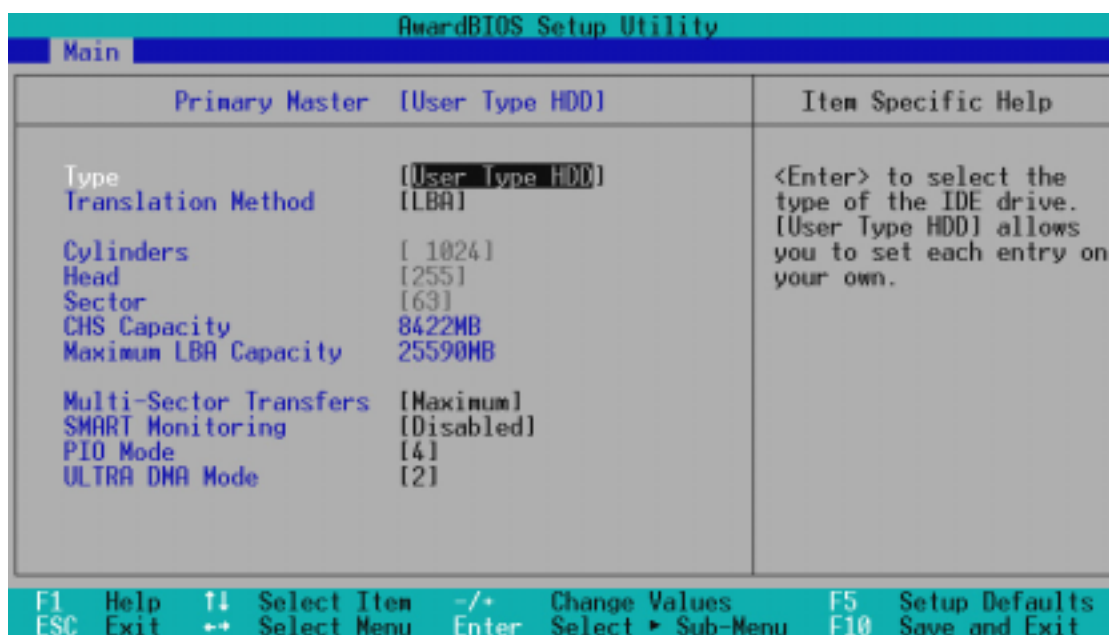 AwardBIOS Setup Utility
Main
Primary Master [User Type HDD]
Item Specific Help
Type [User Type HDD]
Translation Method [LBA]
Cylinders [ 1024]
Head [255]
Sector [63]
CHS Capacity 8422MB
Maximum LBA Capacity 25590MB
Multi-Sector Transfers [Maximum]
SMART Monitoring [Disabled]
PIO Mode [4]
ULTRA DMA Mode [2]
<Enter> to select the
type of the IDE drive.
[User Type HDD] allows
you to set each entry on
your own.
F1 Help ↑↓ Select Item -/+ Change Values F5 Setup Defaults
ESC Exit ←→ Select Menu Enter Select ► Sub-Menu F10 Save and Exit